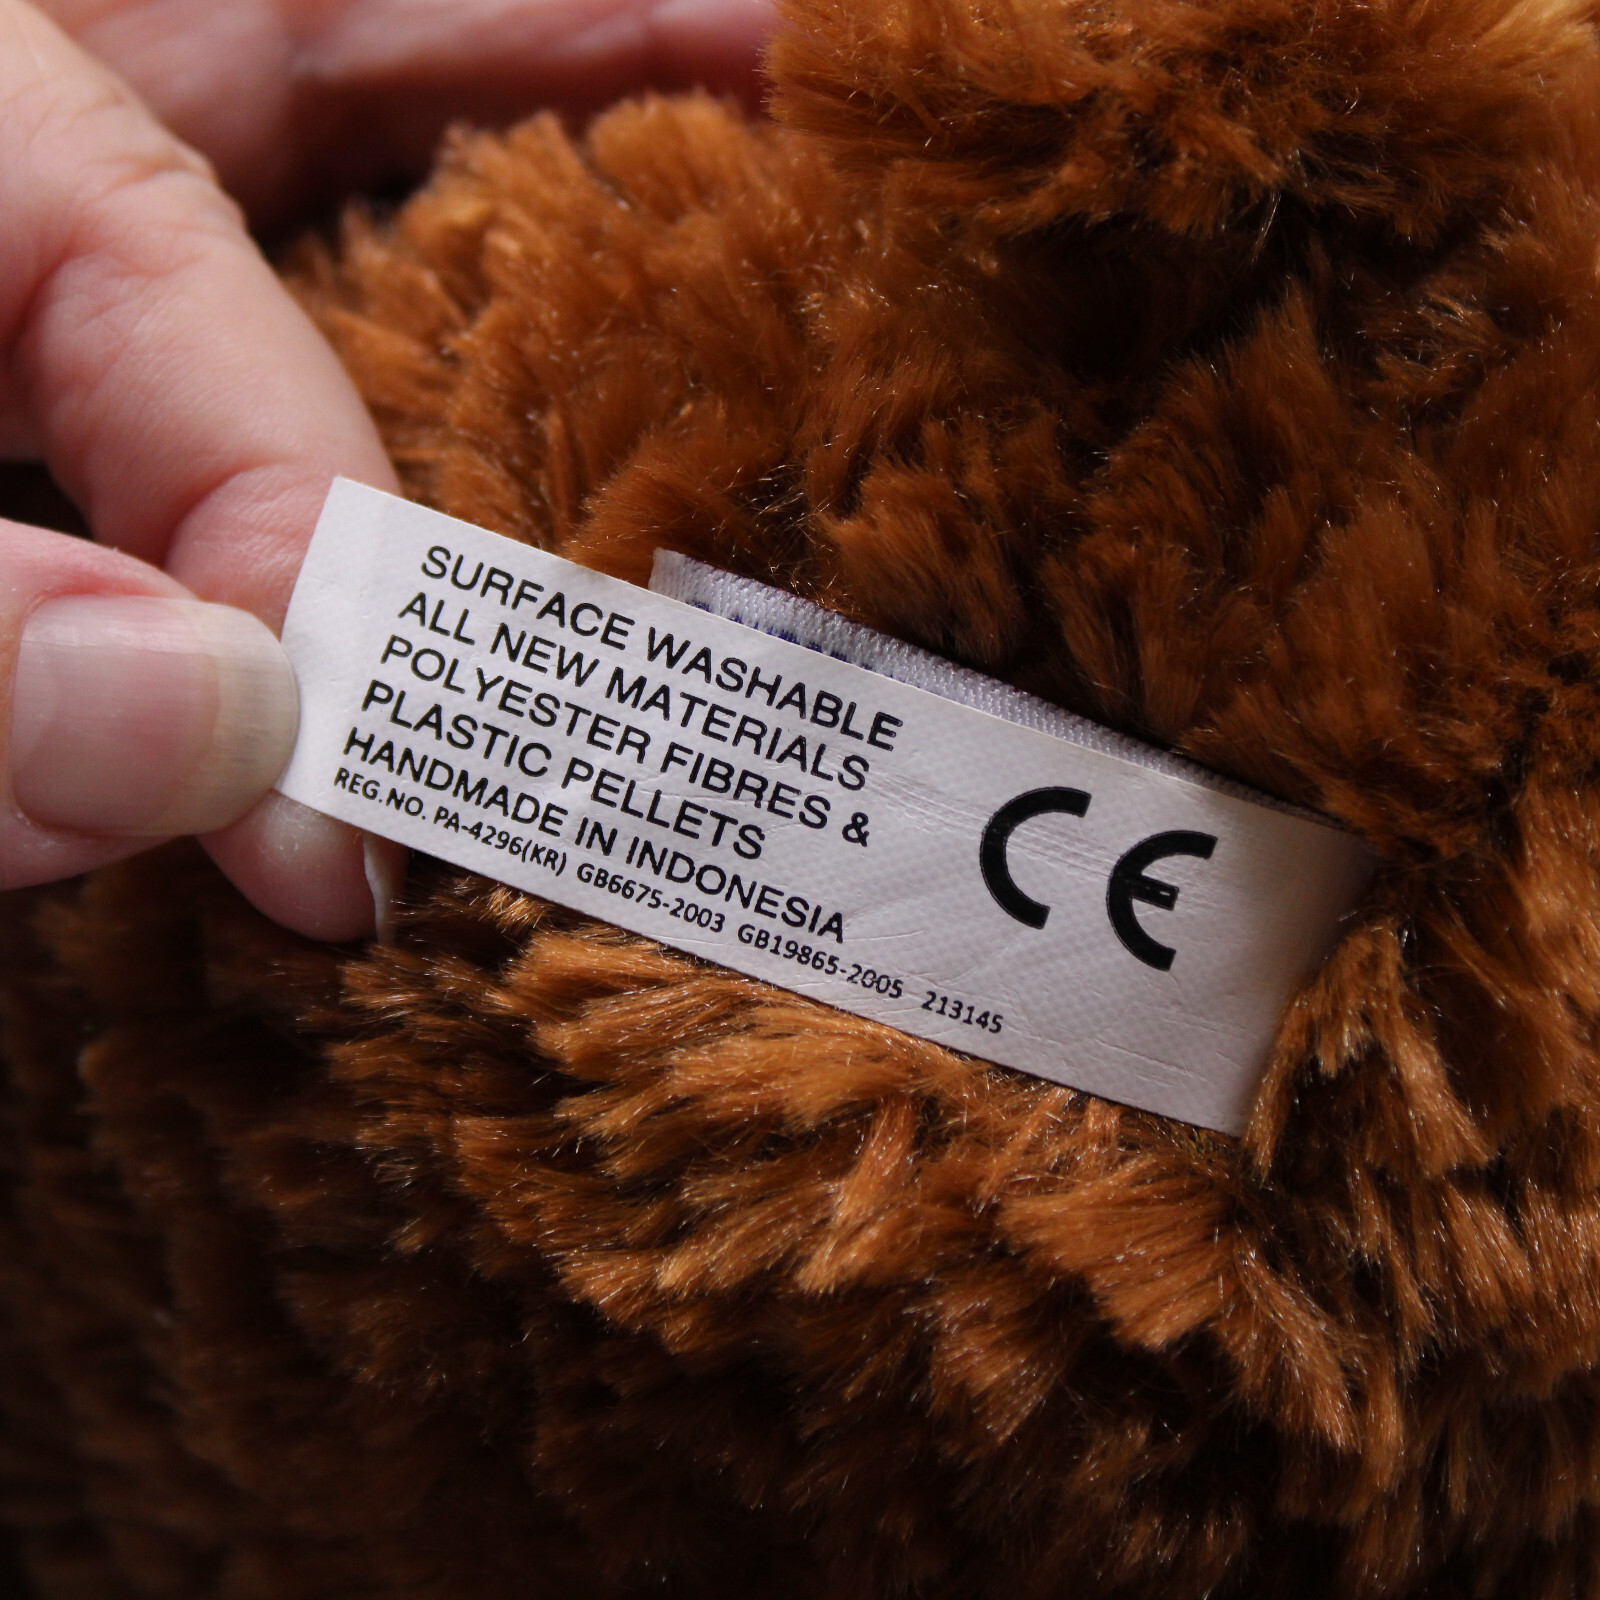 SURFACE WASHABLE
ALL NEW MATERIALS
POLYESTER FIBRES &
PLASTIC PELLETS
HANDMADE IN INDONESIA
REG.NO. PA-4296(KR) GB6675-2003 GB19865-2005 213145
CE